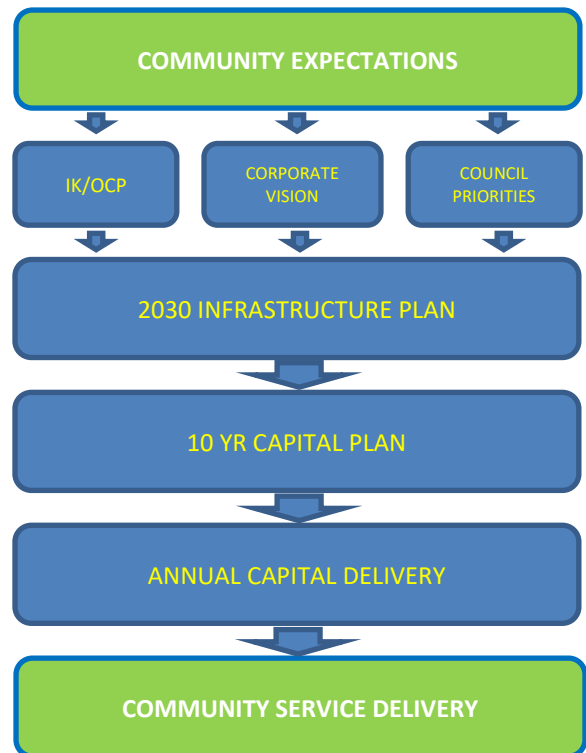 COMMUNITY EXPECTATIONS
IK/OCP
CORPORATE
VISION
COUNCIL
PRIORITIES
2030 INFRASTRUCTURE PLAN
10 YR CAPITAL PLAN
ANNUAL CAPITAL DELIVERY
COMMUNITY SERVICE DELIVERY